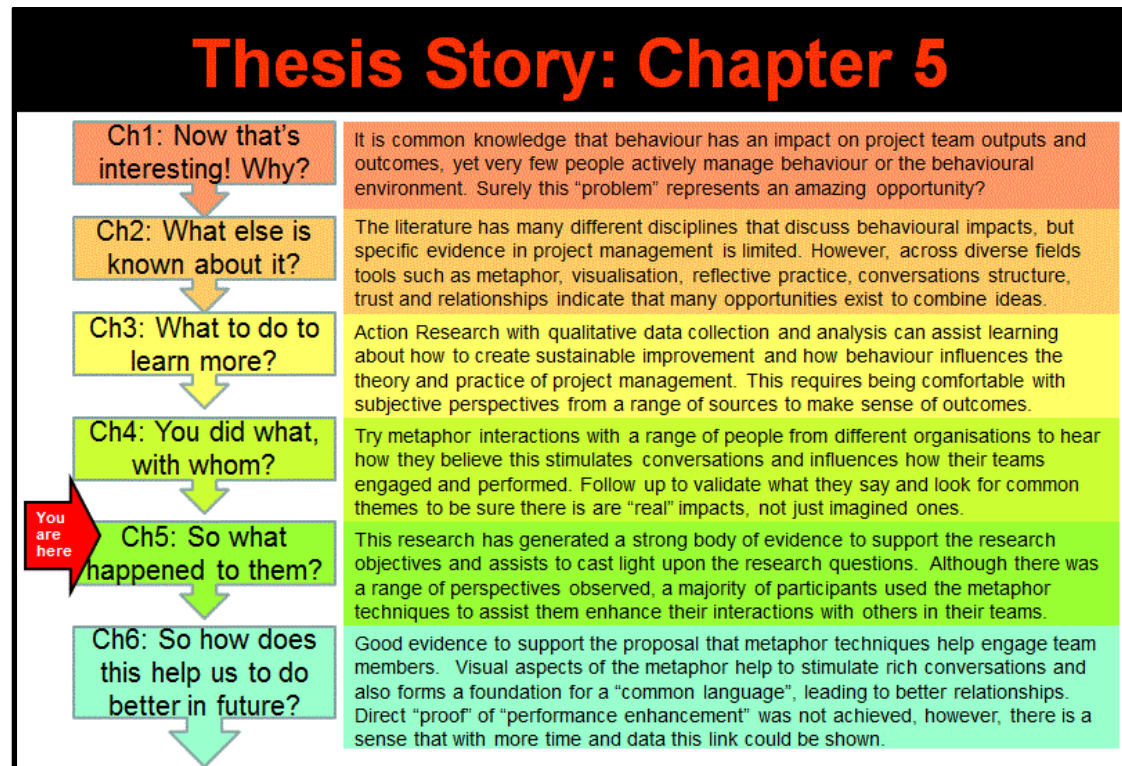 Thesis Story: Chapter 5
Ch1: Now that's
interesting! Why?
It is common knowledge that behaviour has an impact on project team outputs and
outcomes, yet very few people actively manage behaviour or the behavioural
environment. Surely this “problem” represents an amazing opportunity?
Ch2: What else is
known about it?
The literature has many different disciplines that discuss behavioural impacts, but
specific evidence in project management is limited. However, across diverse fields
tools such as metaphor, visualisation, reflective practice, conversations structure,
trust and relationships indicate that many opportunities exist to combine ideas.
Ch3: What to do to
learn more?
Action Research with qualitative data collection and analysis can assist learning
about how to create sustainable improvement and how behaviour influences the
theory and practice of project management. This requires being comfortable with
subjective perspectives from a range of sources to make sense of outcomes.
Ch4: You did what,
with whom?
Try metaphor interactions with a range of people from different organisations to hear
how they believe this stimulates conversations and influences how their teams
engaged and performed. Follow up to validate what they say and look for common
themes to be sure there is are “real” impacts, not just imagined ones.
You
are
here
Ch5: So what
happened to them?
This research has generated a strong body of evidence to support the research
objectives and assists to cast light upon the research questions. Although there was
a range of perspectives observed, a majority of participants used the metaphor
techniques to assist them enhance their interactions with others in their teams.
Ch6: So how does
this help us to do
better in future?
Good evidence to support the proposal that metaphor techniques help engage team
members. Visual aspects of the metaphor help to stimulate rich conversations and
also forms a foundation for a “common language”, leading to better relationships.
Direct “proof” of “performance enhancement” was not achieved, however, there is a
sense that with more time and data this link could be shown.